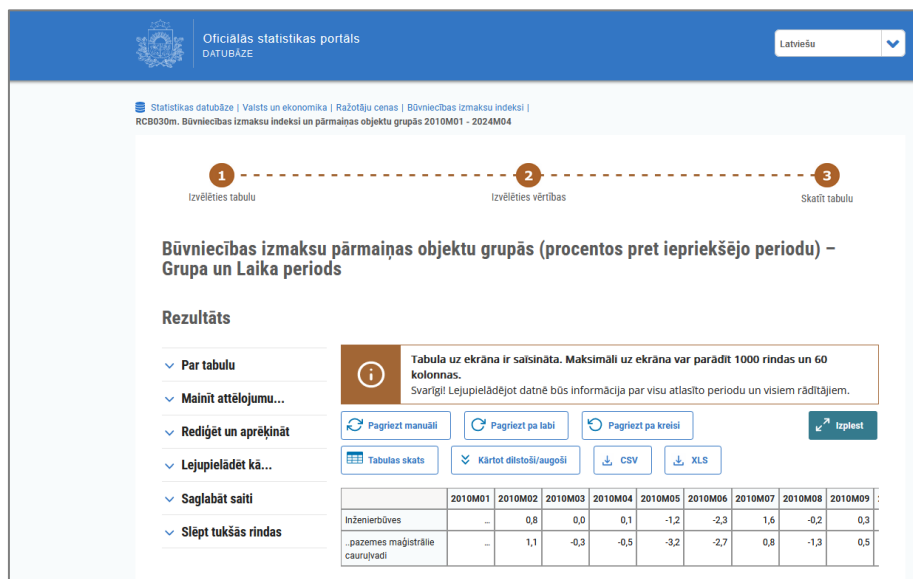 Oficiālās statistikas portāls
DATUBĀZE
Latviešu
Statistikas datubāze | Valsts un ekonomika | Ražotāju cenas | Būvniecības izmaksu indeksi |
RCB030m. Būvniecības izmaksu indeksi un pārmaiņas objektu grupās 2010M01 - 2024M04
1 2 3
Izvēlēties tabulu Izvēlēties vērtības Skatīt tabulu
Būvniecības izmaksu pārmaiņas objektu grupās (procentos pret iepriekšējo periodu) –
Grupa un Laika periods
Rezultāts
Par tabulu
Mainīt attēlojumu...
Rediģēt un aprēķināt
Lejupielādēt kā...
Saglabāt saiti
Slēpt tukšās rindas
Tabula uz ekrāna ir saīsināta. Maksimāli uz ekrāna var parādīt 1000 rindas un 60
kolonnas.
Svarīgi! Lejupielādējot datnē būs informācija par visu atlasīto periodu un visiem rādītājiem.
Pagriezt manuāli Pagriezt pa labi Pagriezt pa kreisi Izplest
Tabulas skats Kārtot dilstoši/augoši CSV XLS
2010M01 2010M02 2010M03 2010M04 2010M05 2010M06 2010M07 2010M08 2010M09
Inženierbūves … 0,8 0,0 0,1 -1,2 -2,3 1,6 -0,2 0,3
..pazemes maģistrālie … 1,1 -0,3 -0,5 -3,2 -2,7 0,8 -1,3 0,5
cauruļvadi